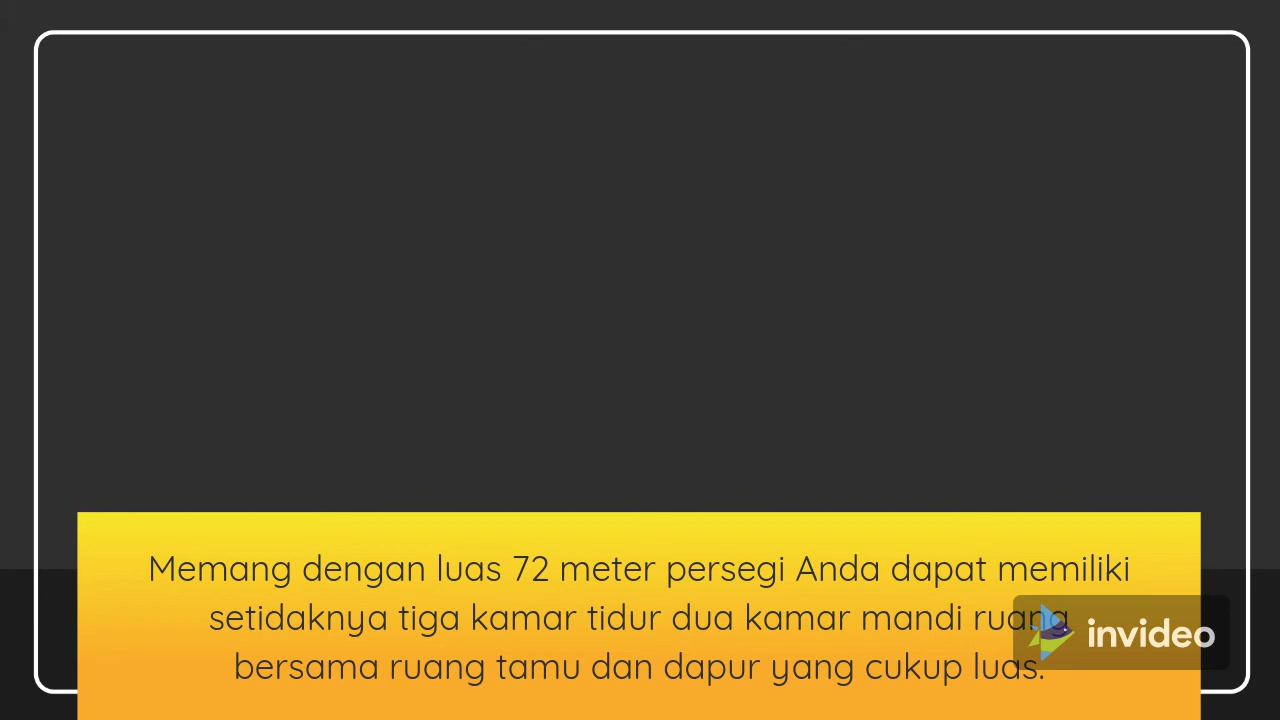 Memang dengan luas 72 meter persegi Anda dapat memiliki
setidaknya tiga kamar tidur dua kamar mandi ruang
bersama ruang tamu dan dapur yang cukup luas.
invideo